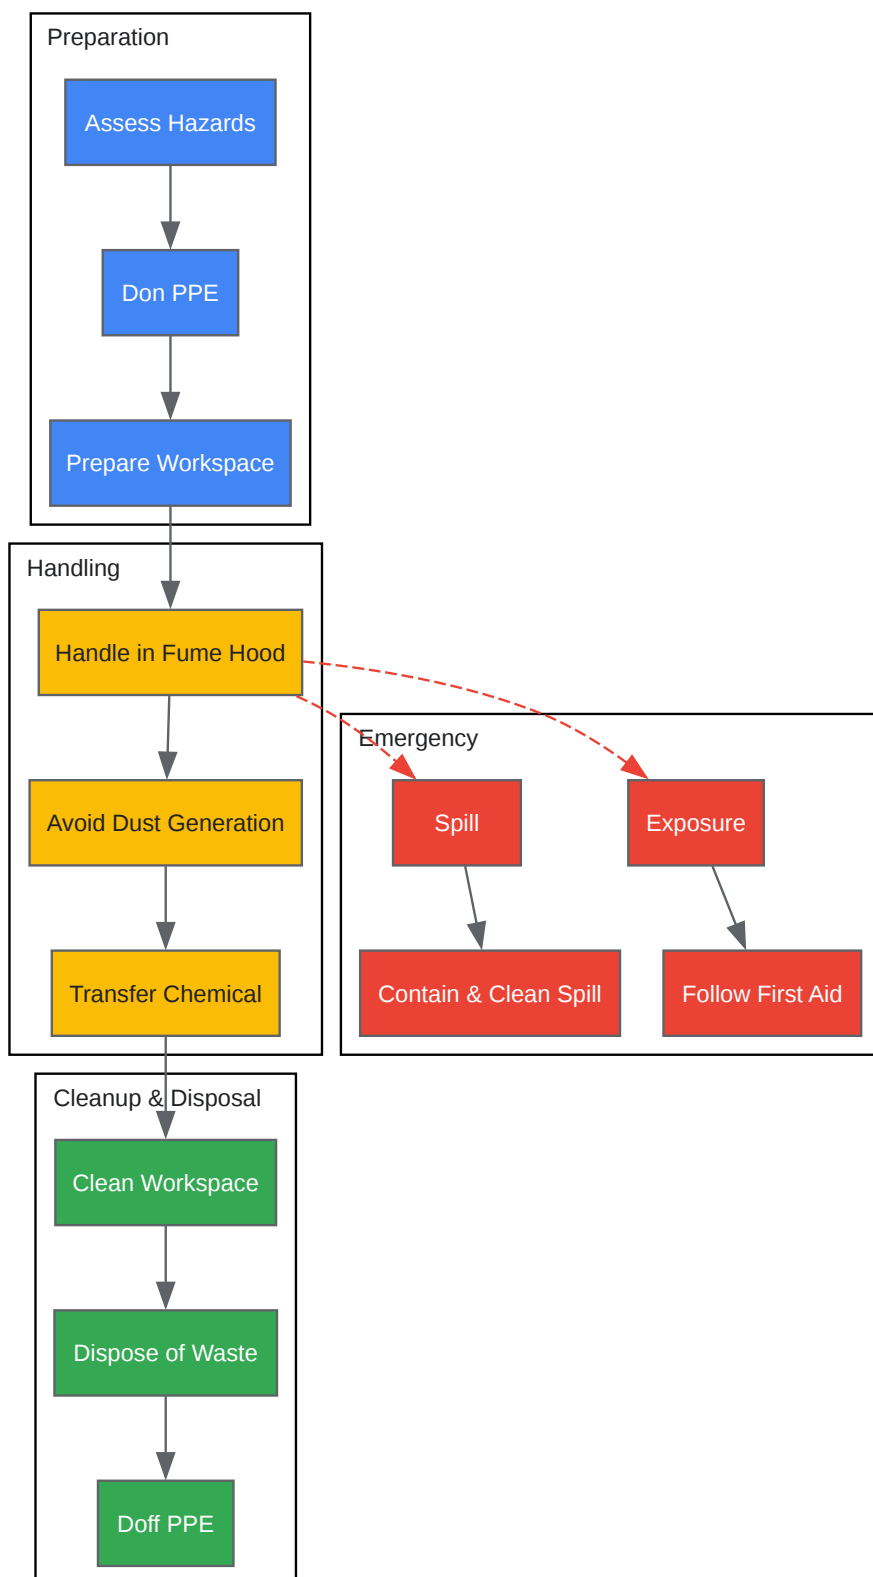 Preparation
Assess Hazards
Don PPE
Prepare Workspace
Handling
Handle in Fume Hood
Avoid Dust Generation
Transfer Chemical
Emergency
Spill
Exposure
Contain & Clean Spill
Follow First Aid
Cleanup & Disposal
Clean Workspace
Dispose of Waste
Doff PPE